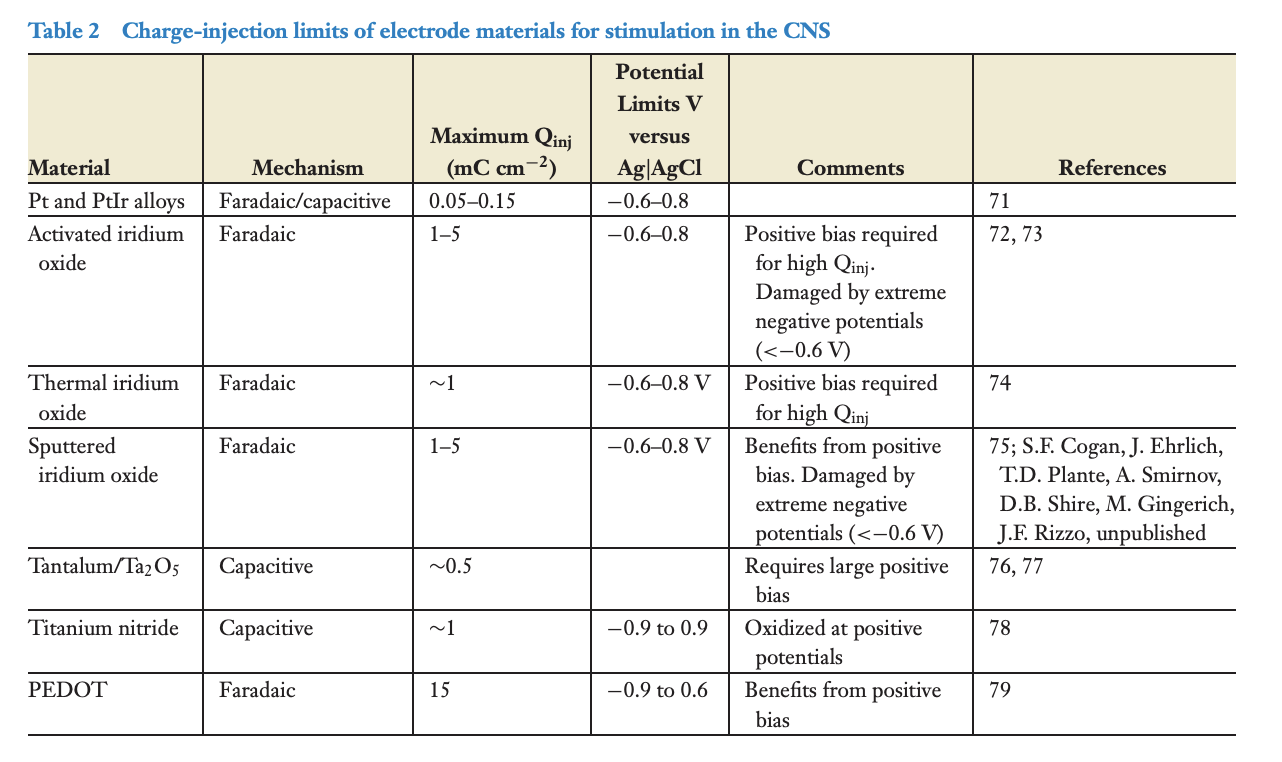 Table 2 Charge-injection limits of electrode materials for stimulation in the CNS
Potential
Limits V
Maximum Qinj versus
Material Mechanism (mC cm−2) Ag|AgCl Comments References
Pt and PtIr alloys Faradaic/capacitive 0.05–0.15 −0.6–0.8 71
Activated iridium Faradaic 1–5 −0.6–0.8 Positive bias required 72, 73
oxide for high Qinj.
Damaged by extreme
negative potentials
(<−0.6 V)
Thermal iridium Faradaic ∼1 −0.6–0.8 V Positive bias required 74
oxide for high Qinj
Sputtered Faradaic 1–5 −0.6–0.8 V Benefits from positive 75; S.F. Cogan, J. Ehrlich,
iridium oxide bias. Damaged by T.D. Plante, A. Smirnov,
extreme negative D.B. Shire, M. Gingerich,
potentials (<−0.6 V) J.F. Rizzo, unpublished
Tantalum/Ta2O5 Capacitive ∼0.5 Requires large positive 76, 77
bias
Titanium nitride Capacitive ∼1 −0.9 to 0.9 Oxidized at positive 78
potentials
PEDOT Faradaic 15 −0.9 to 0.6 Benefits from positive 79
bias